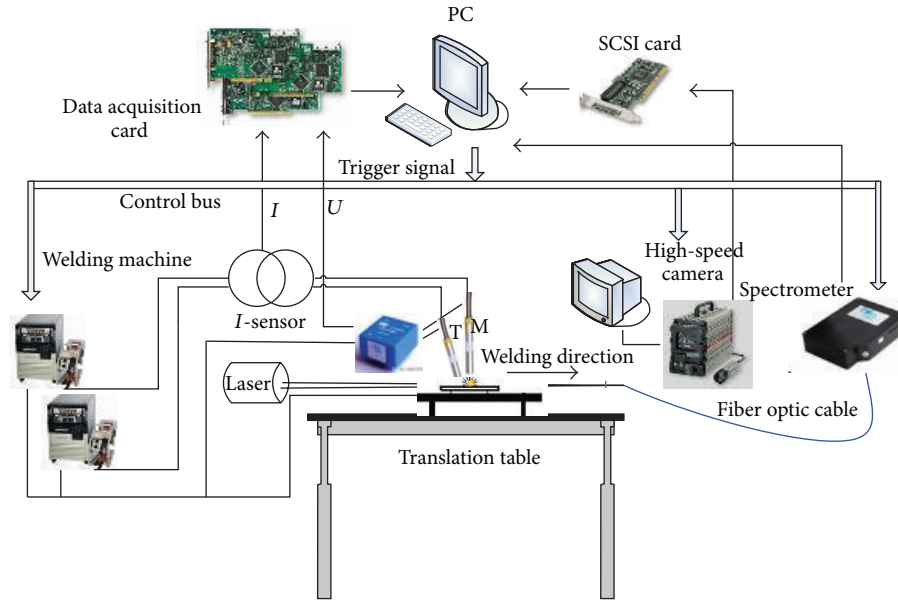 PC
SCSI card
Data acquisition
card
Trigger signal
Control bus
I
U
Welding machine
High-speed
camera
I-sensor
Spectrometer
T
M
Welding direction
Laser
Fiber optic cable
Translation table